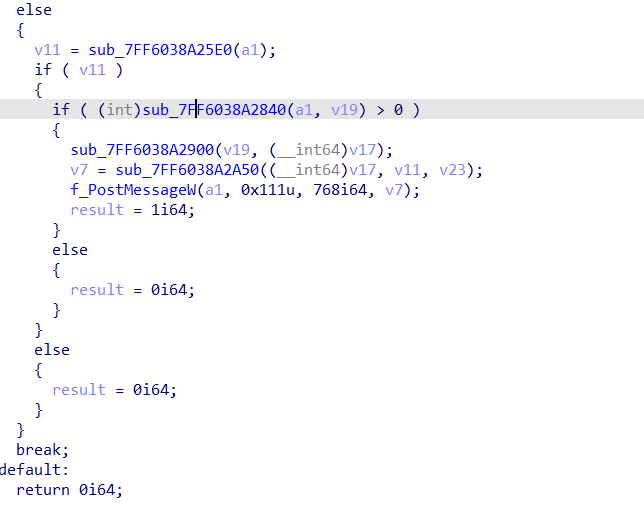 else
{
v11 = sub_7FF6038A25E0(a1);
if ( v11 )
{
if ( (int)sub_7FF6038A2840(a1, v19) > 0 )
{
sub_7FF6038A2900(v19, (__int64)v17);
v7 = sub_7FF6038A2A50((__int64)v17, v11, v23);
f_PostMessageW(a1, 0x111u, 768i64, v7);
result = 1i64;
}
else
{
result = 0i64;
}
}
else
{
result = 0i64;
}
}
break;
default:
return 0i64;